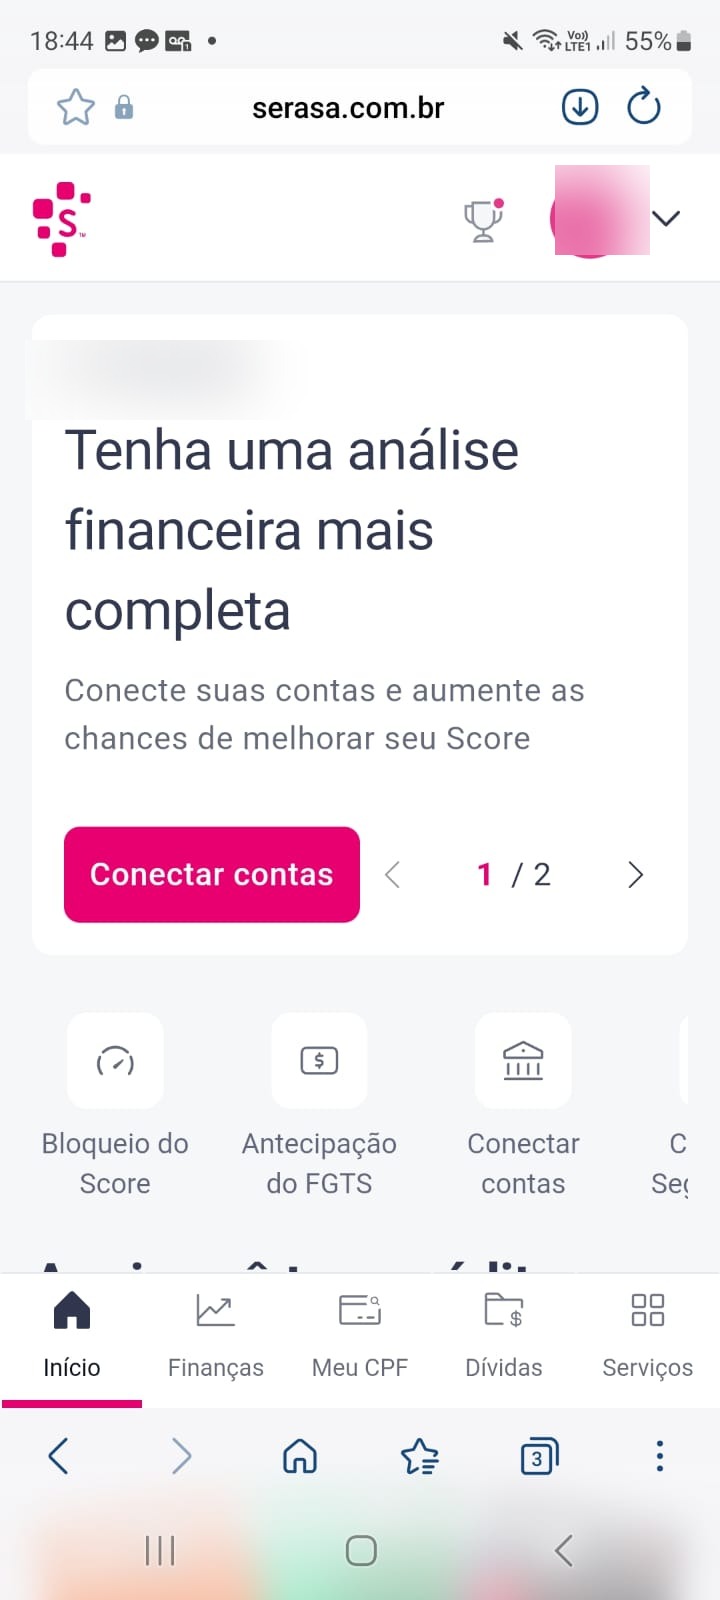 18:44
Vo)) LTE1 55%
serasa.com.br
S
Tenha uma análise
financeira mais
completa
Conecte suas contas e aumente as
chances de melhorar seu Score
Conectar contas
1 / 2
Bloqueio do
Score
Antecipação
do FGTS
Conectar
contas
Início
Finanças
Meu CPF
Dívidas
Serviços
3